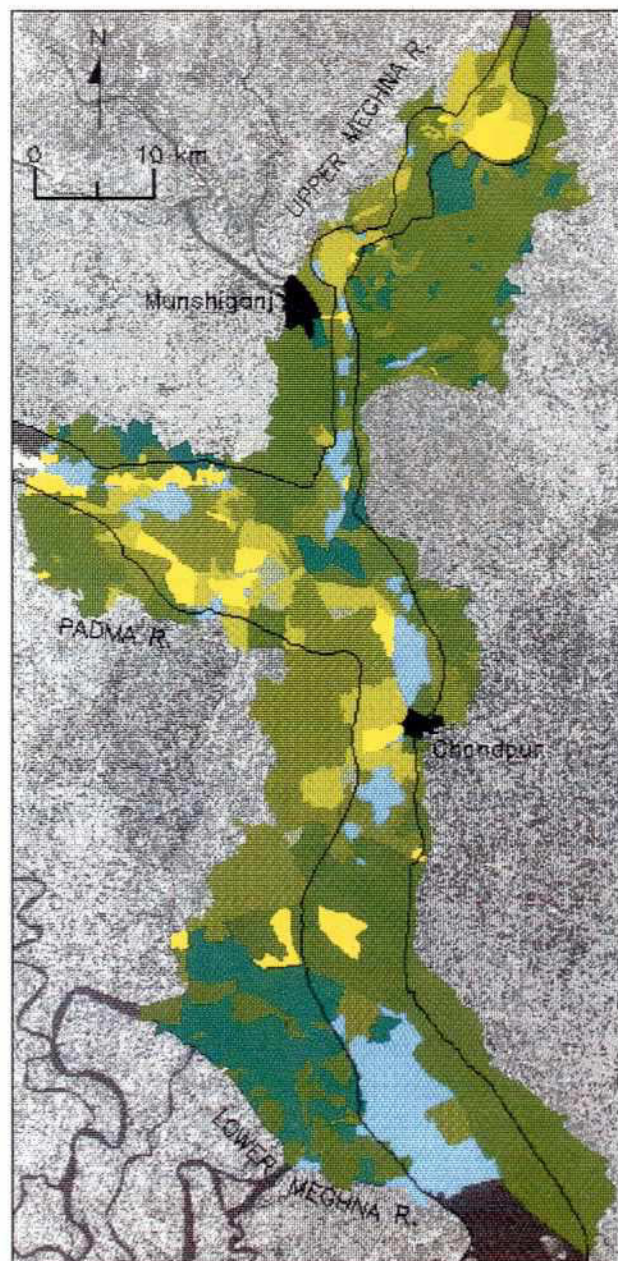 N
0 10 km
UPPER MEGHNA R.
Munshiganj
PADMA R.
Chandpur
LOWER MEGHNA R.